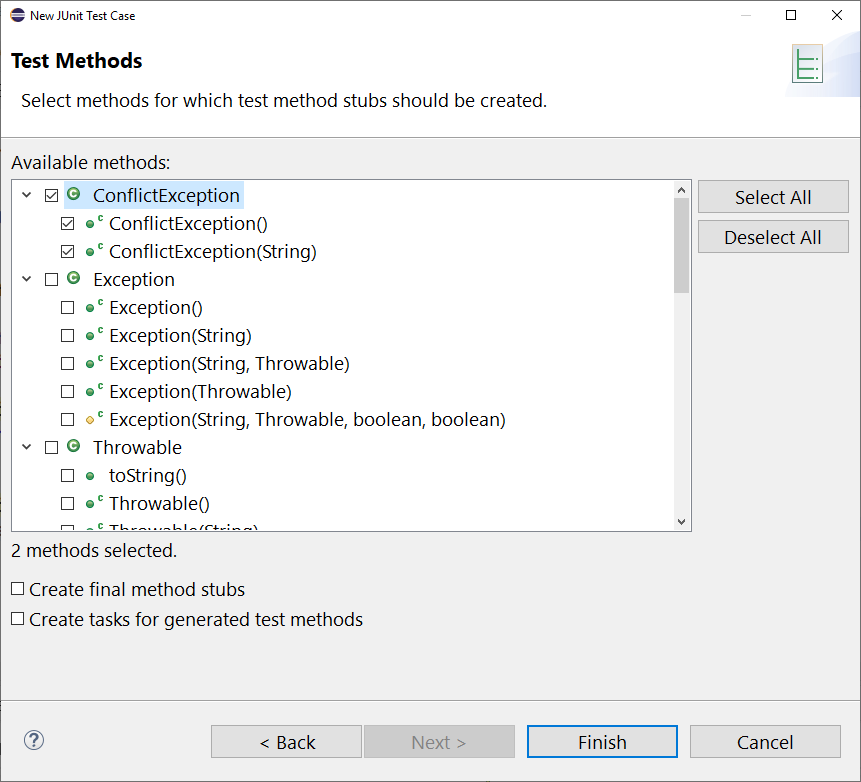 New JUnit Test Case
Test Methods
Select methods for which test method stubs should be created.
Available methods:
ConflictException
ConflictException()
ConflictException(String)
Exception
Exception()
Exception(String)
Exception(String, Throwable)
Exception(Throwable)
Exception(String, Throwable, boolean, boolean)
Throwable
toString()
Throwable()
Throwable(String)
Select All
Deselect All
2 methods selected.
Create final method stubs
Create tasks for generated test methods
< Back
Next >
Finish
Cancel